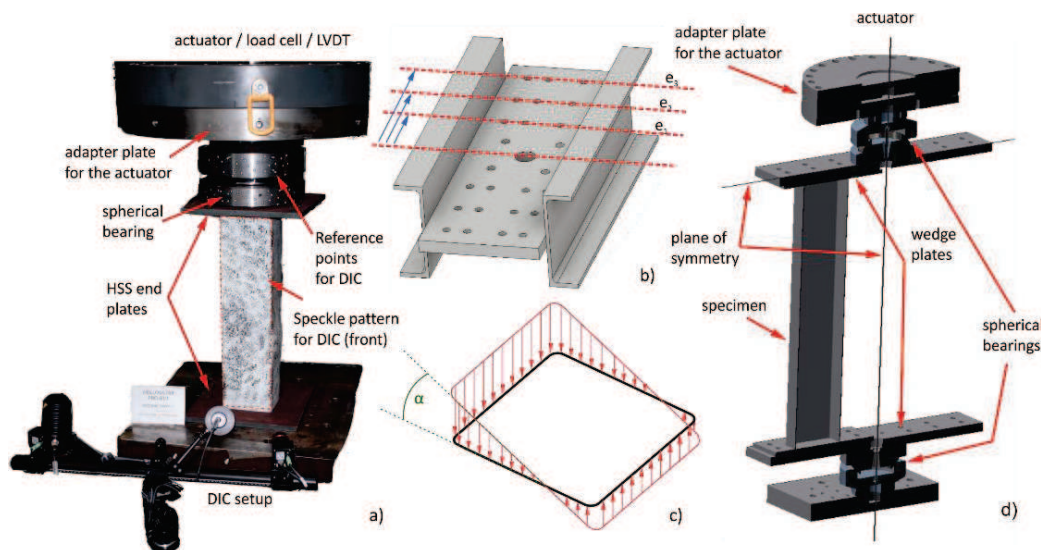 actuator / load cell / LVDT
adapter plate
for the actuator
spherical
bearing
HSS end
plates
Reference
points
for DIC
Speckle pattern
for DIC (front)
DIC setup
a)
e₃
e₂
e₁
b)
α
c)
actuator
adapter plate
for the actuator
plane of
symmetry
wedge
plates
specimen
spherical
bearings
d)